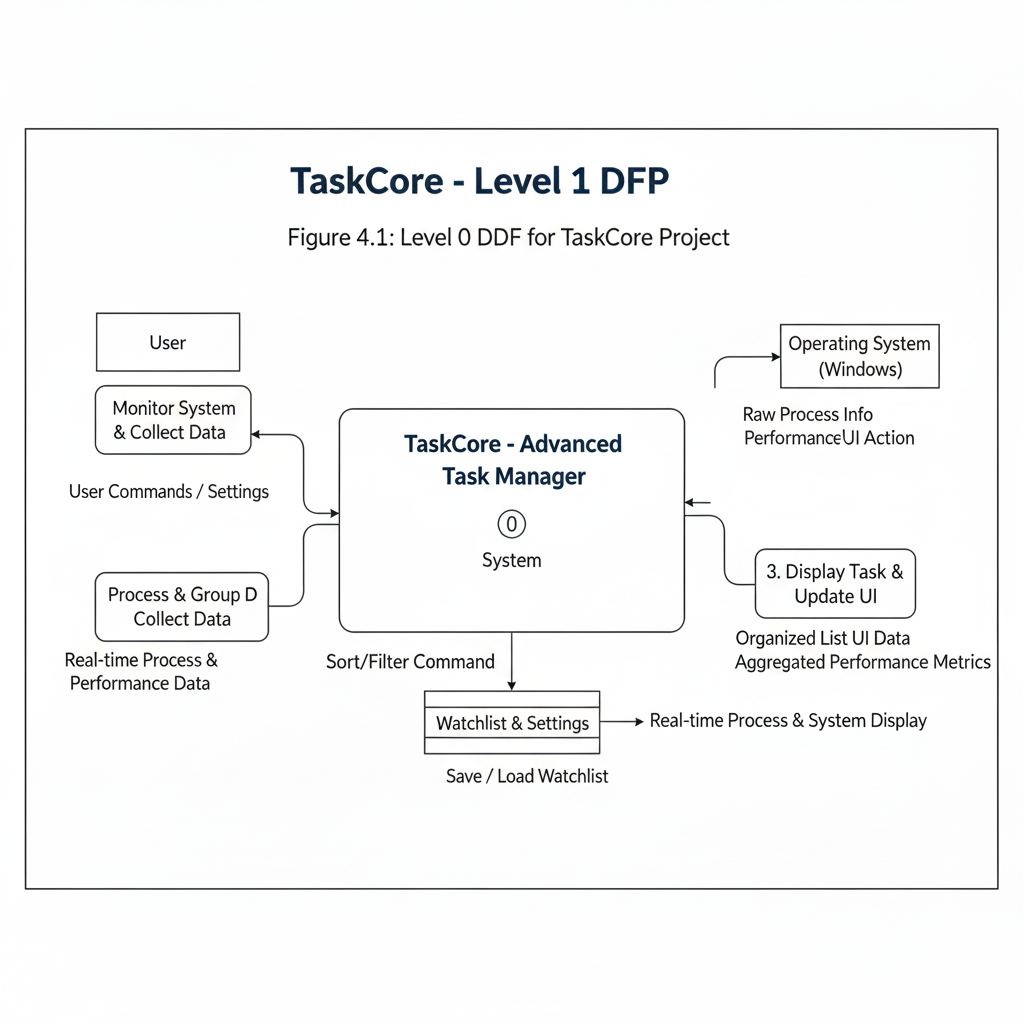 TaskCore - Level 1 DFP
Figure 4.1: Level 0 DDF for TaskCore Project
User
Monitor System
& Collect Data
User Commands / Settings
Process & Group D
Collect Data
Real-time Process &
Performance Data
TaskCore - Advanced
Task Manager
0
System
Sort/Filter Command
Watchlist & Settings
Save / Load Watchlist
Real-time Process & System Display
Operating System
(Windows)
Raw Process Info
PerformanceUI Action
3. Display Task &
Update UI
Organized List UI Data
Aggregated Performance Metrics